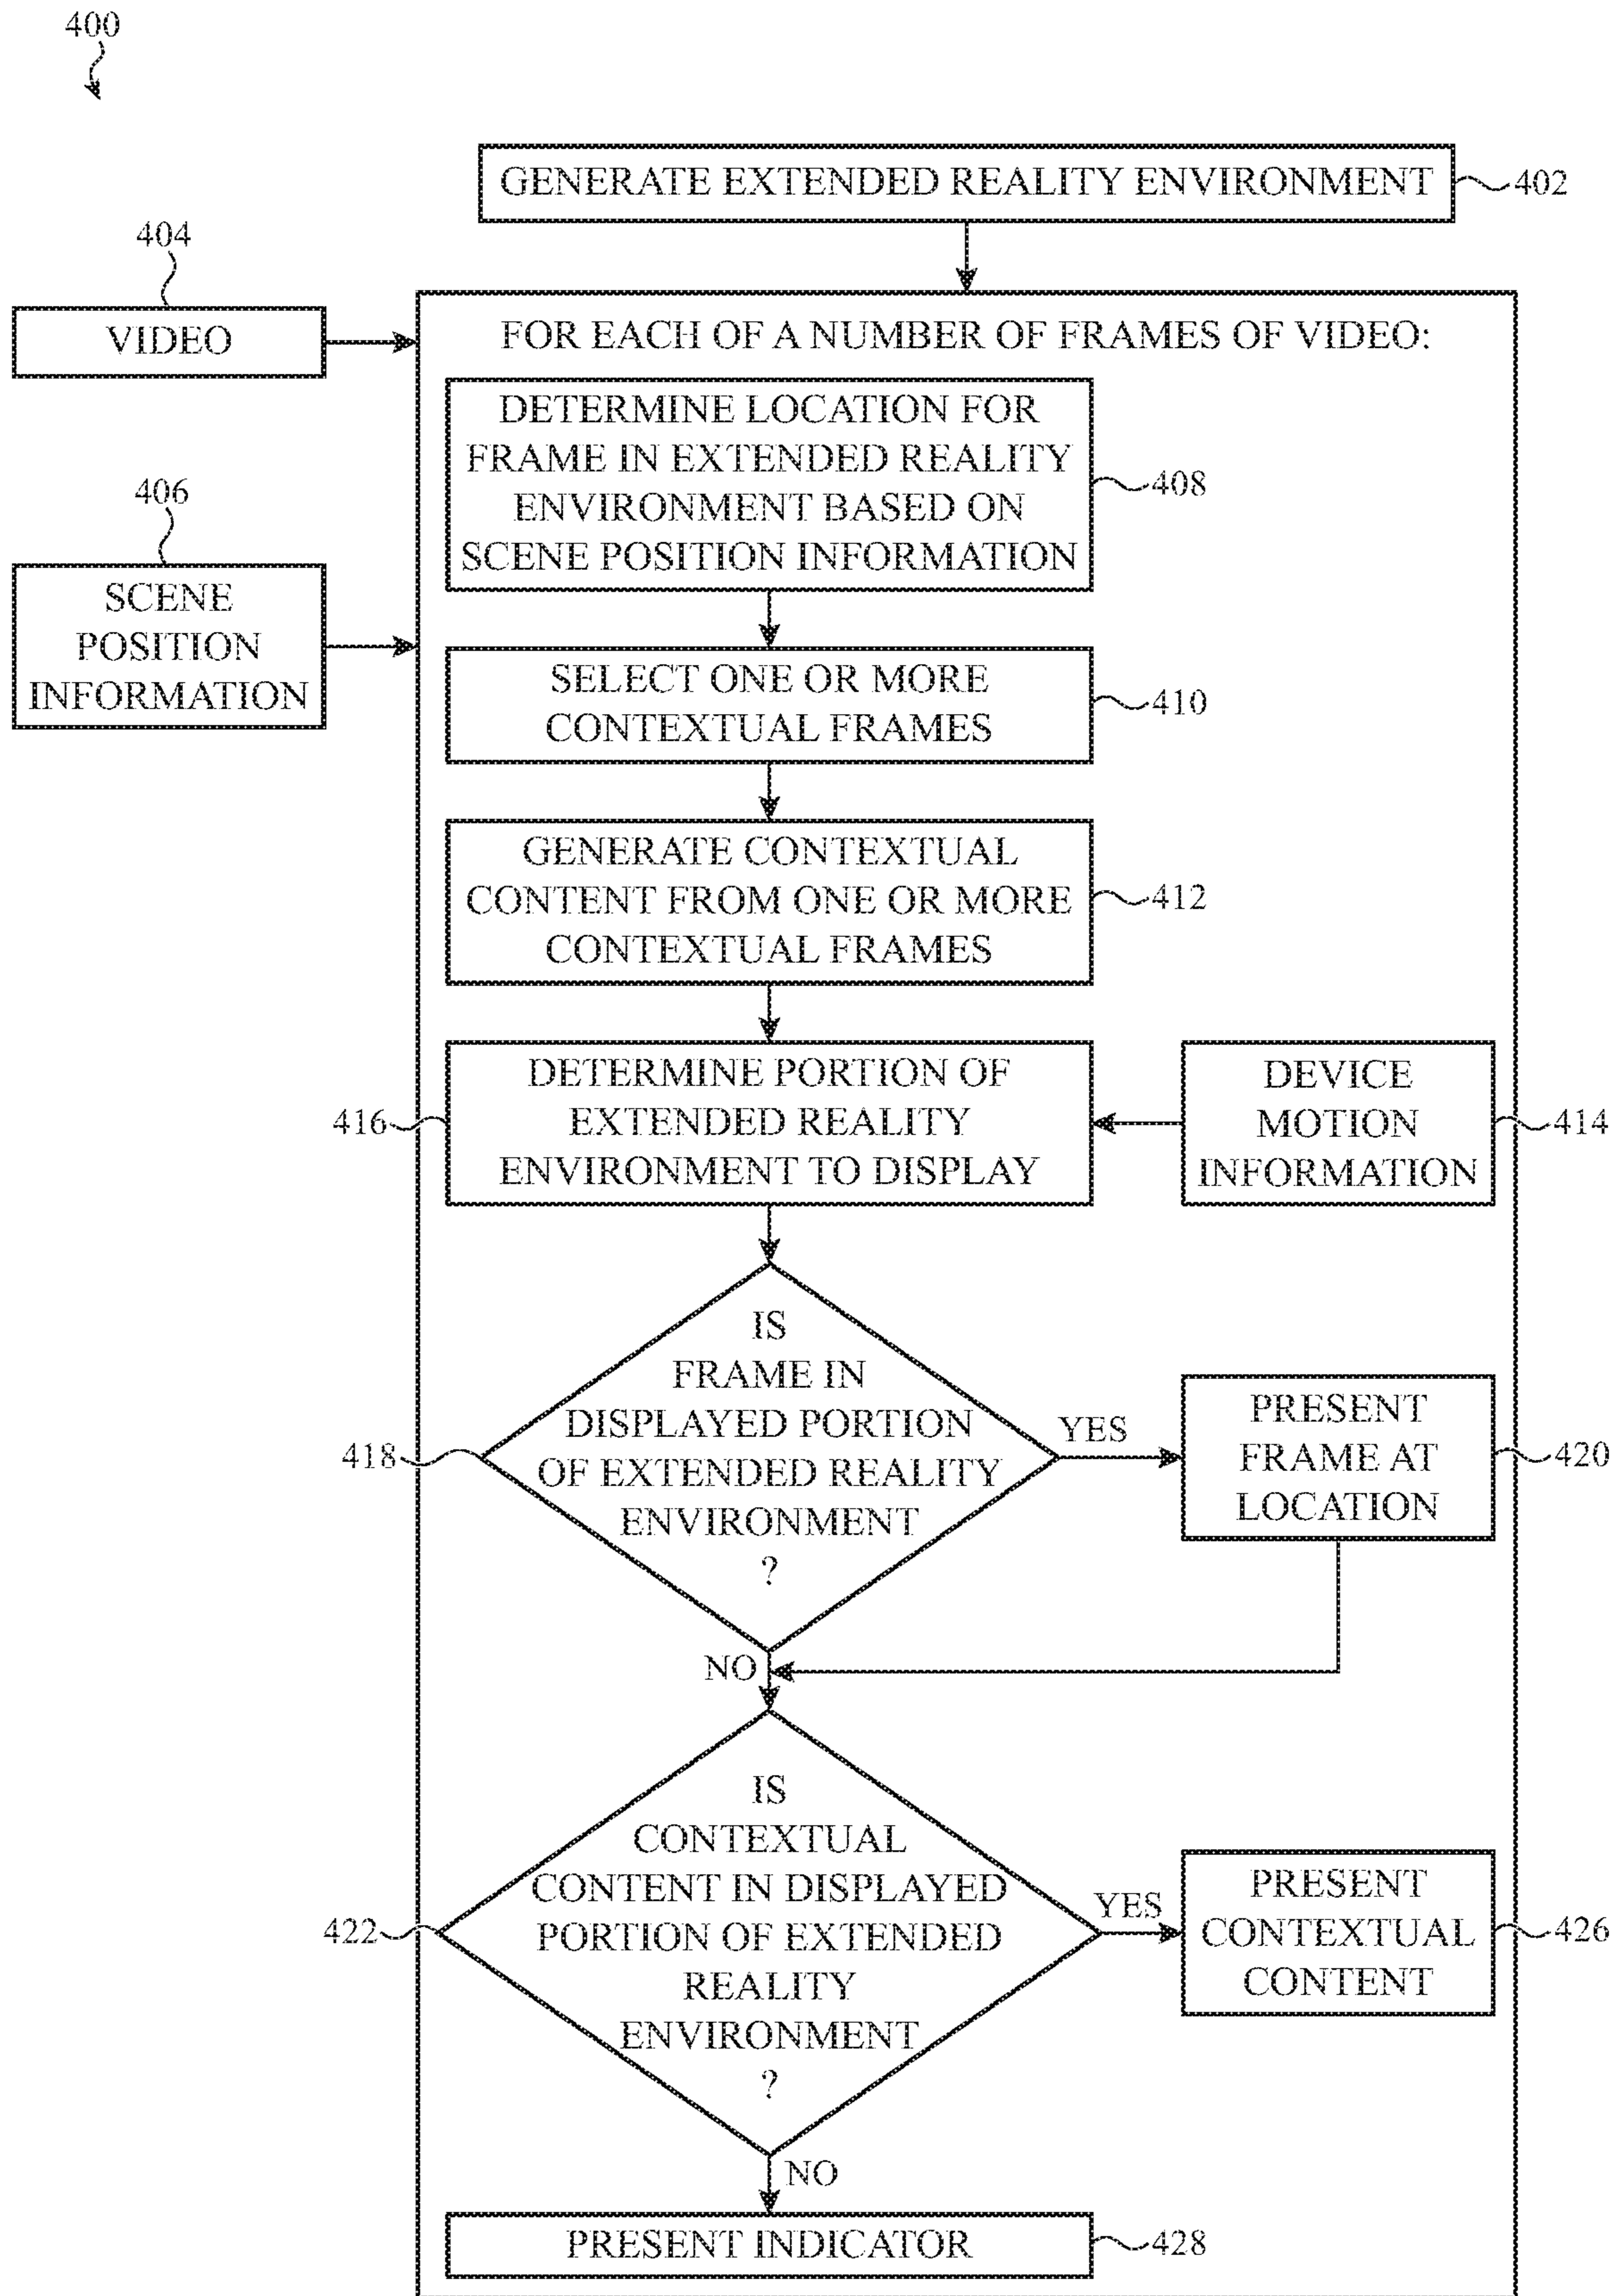 400
GENERATE EXTENDED REALITY ENVIRONMENT
402
404
VIDEO
FOR EACH OF A NUMBER OF FRAMES OF VIDEO:
DETERMINE LOCATION FOR
FRAME IN EXTENDED REALITY
ENVIRONMENT BASED ON
SCENE POSITION INFORMATION
408
406
SCENE
POSITION
INFORMATION
SELECT ONE OR MORE
CONTEXTUAL FRAMES
410
GENERATE CONTEXTUAL
CONTENT FROM ONE OR MORE
CONTEXTUAL FRAMES
412
416
DETERMINE PORTION OF
EXTENDED REALITY
ENVIRONMENT TO DISPLAY
DEVICE
MOTION
INFORMATION
414
418
IS
FRAME IN
DISPLAYED PORTION
OF EXTENDED REALITY
ENVIRONMENT
?
YES
PRESENT
FRAME AT
LOCATION
420
NO
422
IS
CONTEXTUAL
CONTENT IN DISPLAYED
PORTION OF EXTENDED
REALITY
ENVIRONMENT
?
YES
PRESENT
CONTEXTUAL
CONTENT
426
NO
PRESENT INDICATOR
428